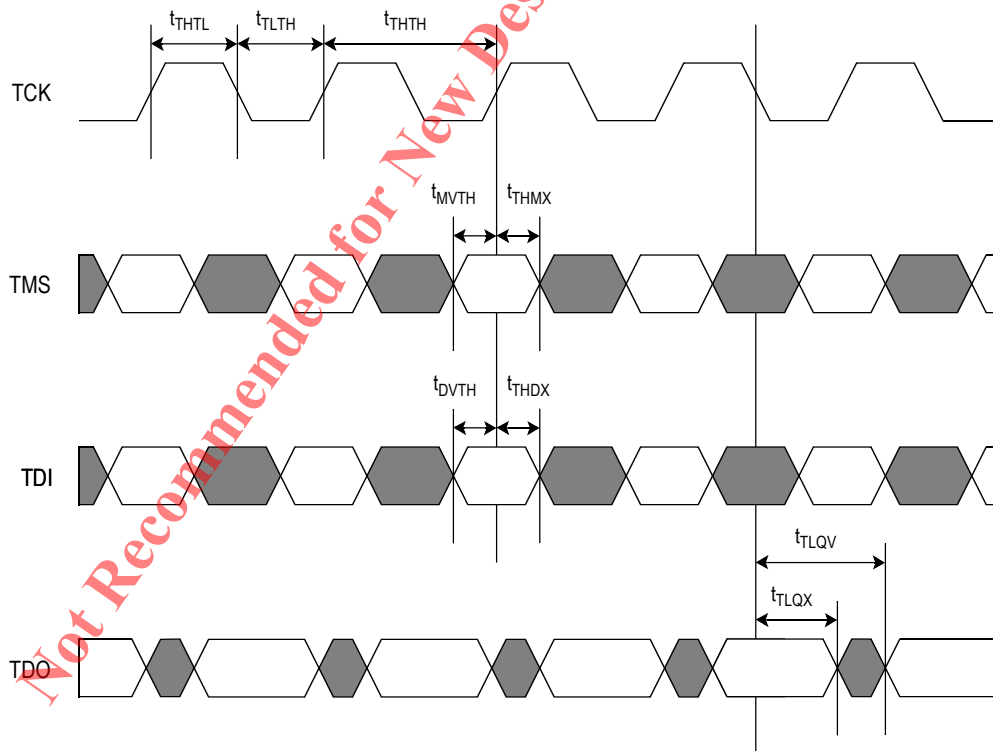 tTHTL tTLTH tTHTH
TCK
tMVTH tTHMX
TMS
tDVTH tTHDX
TDI
tTLQV
tTLQX
TDO
Not Recommended for New Des